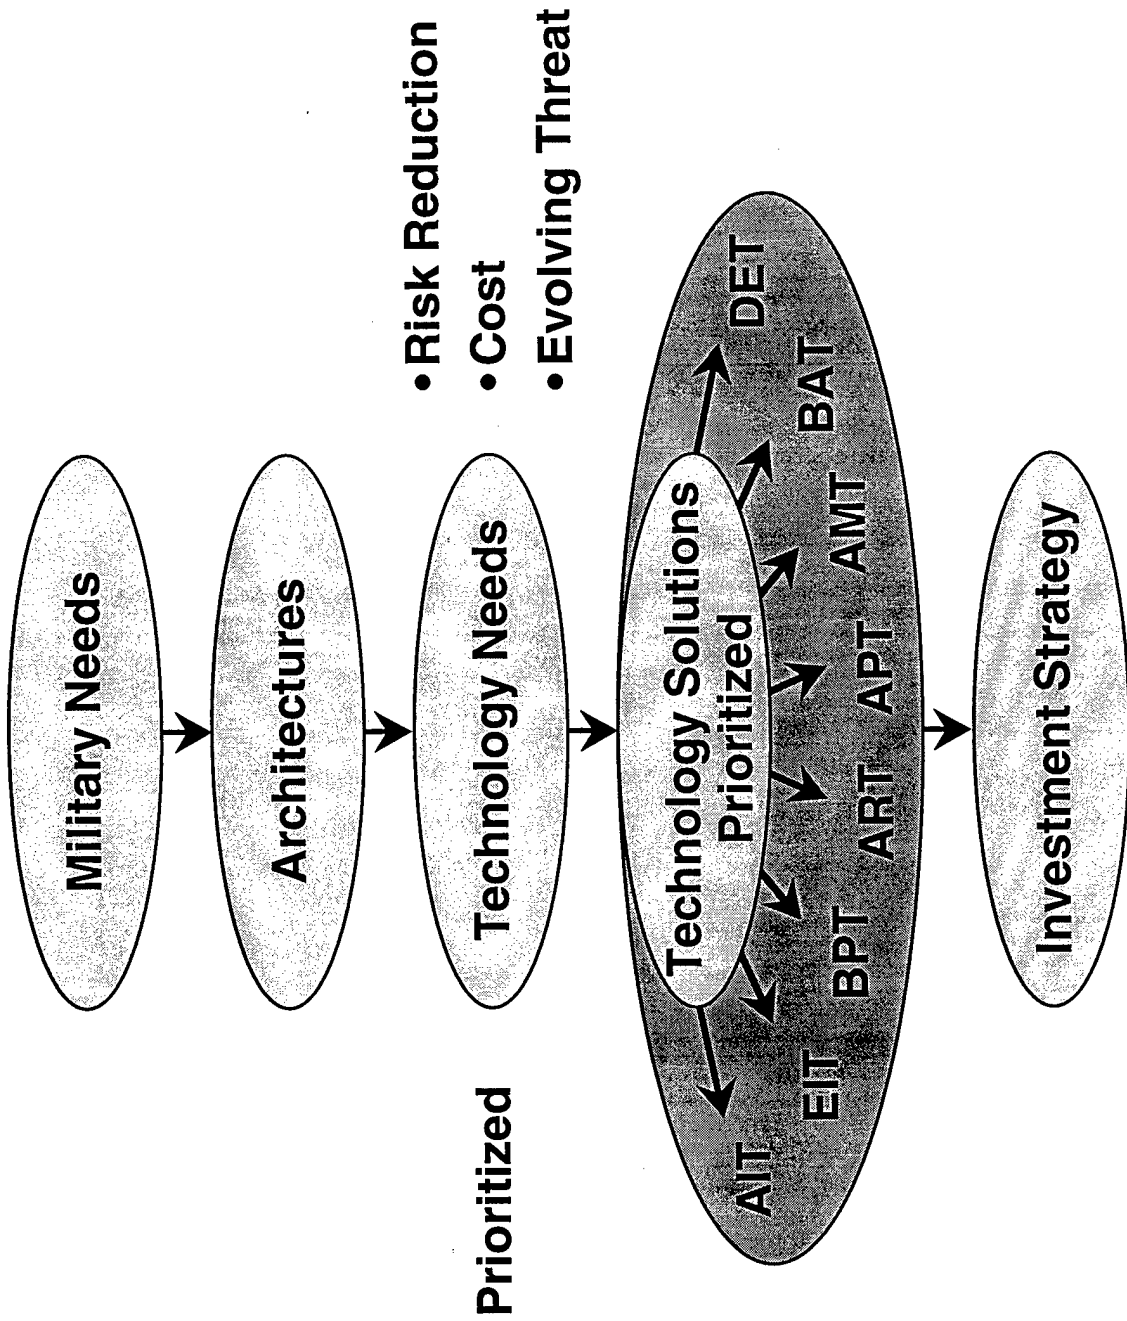 Military Needs
Architectures
Prioritized
Technology Needs
•Risk Reduction
•Cost
•Evolving Threat
Technology Solutions
Prioritized
AIT
EIT
BPT
ART
APT
AMT
BAT
DET
Investment Strategy